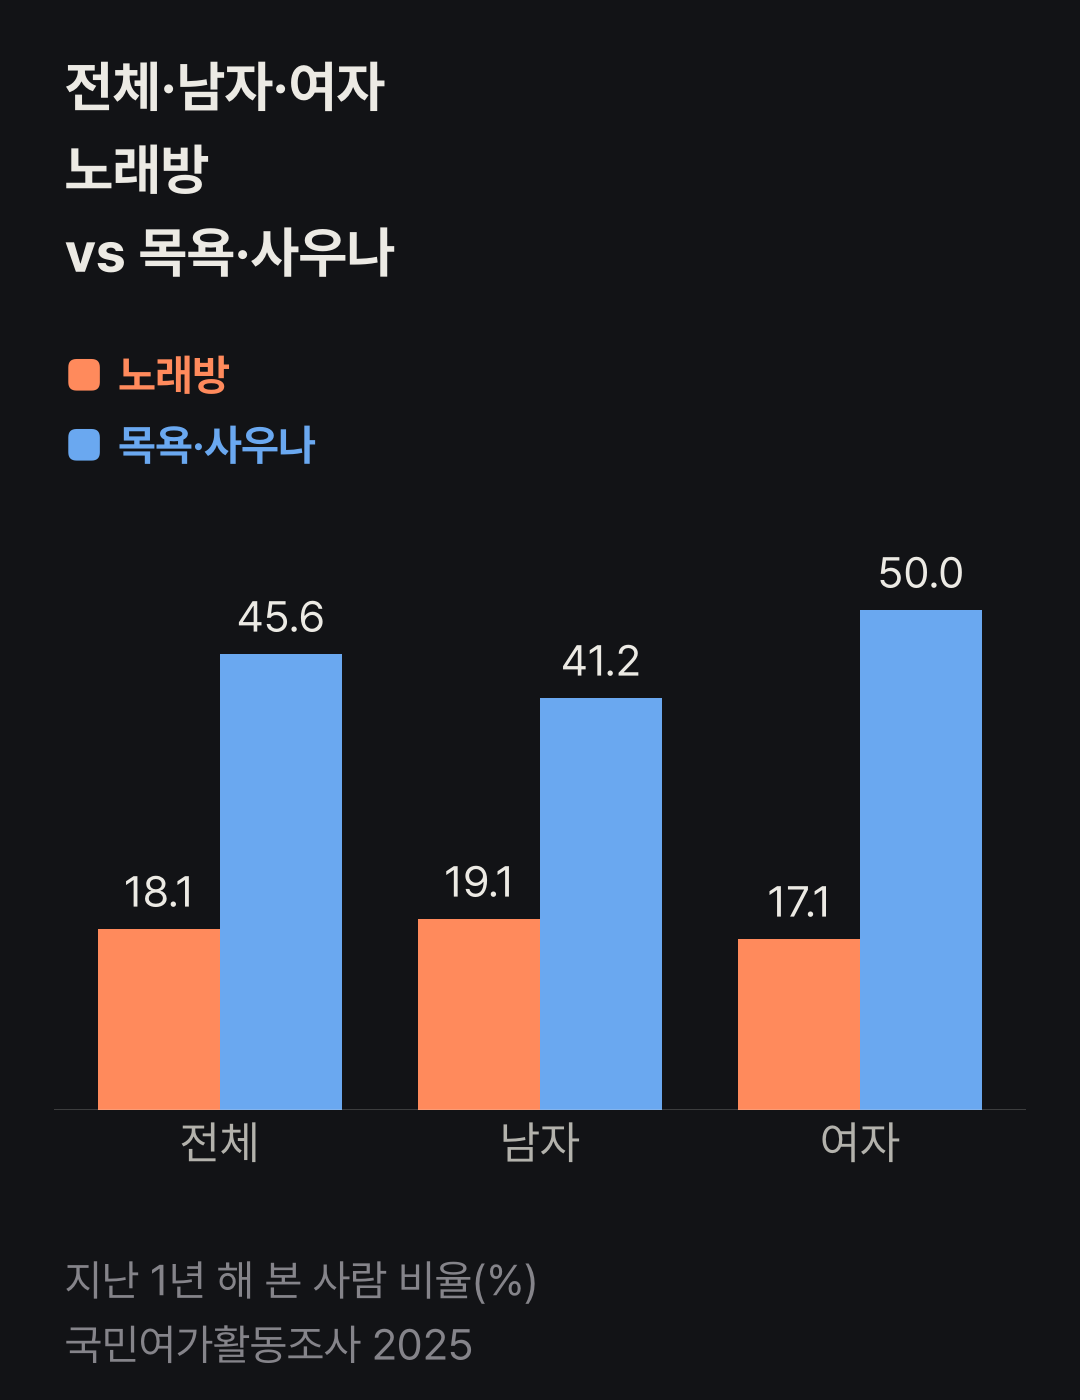 전체·남자·여자
노래방
vs 목욕·사우나
노래방
목욕·사우나
18.1
45.6
19.1
41.2
17.1
50.0
전체
남자
여자
지난 1년 해 본 사람 비율(%)
국민여가활동조사 2025